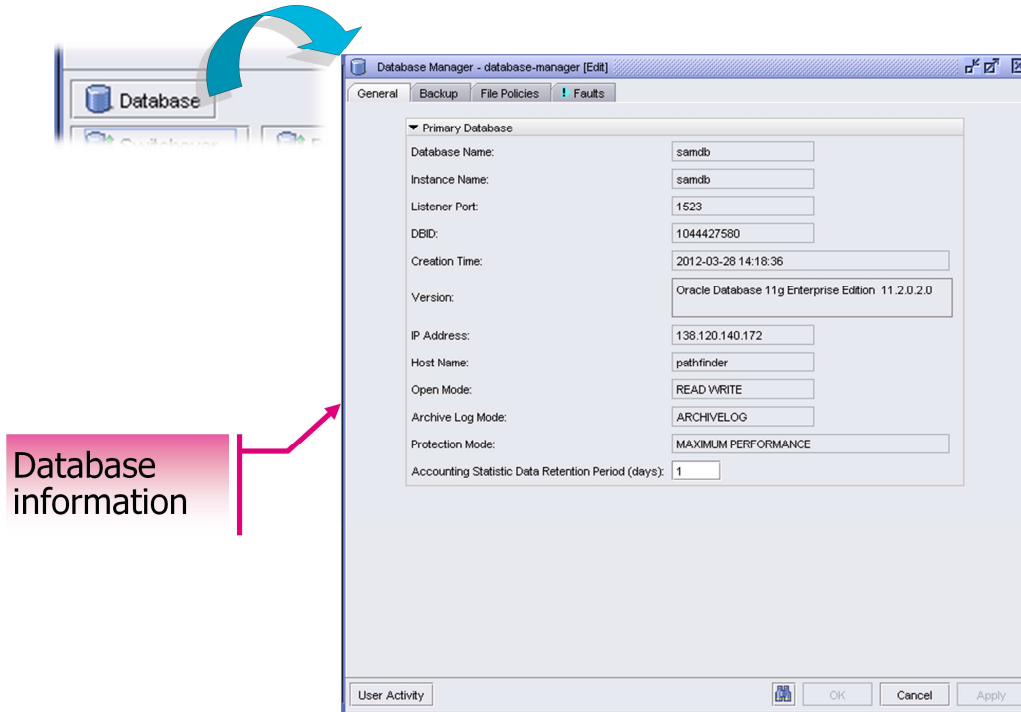 Database
Database Manager - database-manager [Edit]
General Backup File Policies ! Faults
Primary Database
Database Name: samdb
Instance Name: samdb
Listener Port: 1523
DBID: 1044427580
Creation Time: 2012-03-28 14:18:36
Version: Oracle Database 11g Enterprise Edition 11.2.0.2.0
IP Address: 138.120.140.172
Host Name: pathfinder
Open Mode: READ WRITE
Archive Log Mode: ARCHIVELOG
Protection Mode: MAXIMUM PERFORMANCE
Accounting Statistic Data Retention Period (days): 1
Database
information
User Activity OK Cancel Apply